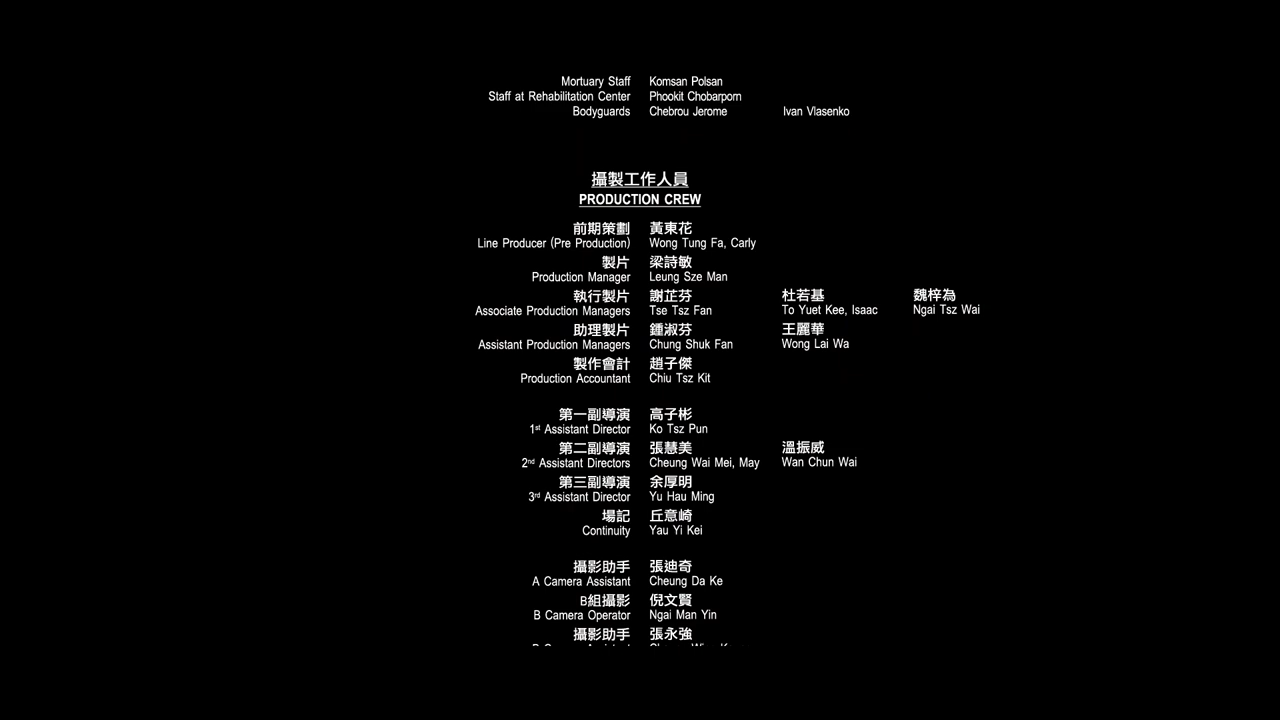 Mortuary Staff Komsan Polsan
Staff at Rehabilitation Center Phookit Chobarporn
Bodyguards Chebrou Jerome Ivan Vlasenko
攝製工作人員
PRODUCTION CREW
前期策劃 黃東花
Line Producer (Pre Production) Wong Tung Fa, Carly
製片 梁詩敏
Production Manager Leung Sze Man
執行製片 謝芷芬 杜若基 魏梓為
Associate Production Managers Tse Tsz Fan To Yuet Kee, Isaac Ngai Tsz Wai
助理製片 鍾淑芬 王麗華
Assistant Production Managers Chung Shuk Fan Wong Lai Wa
製作會計 趙子傑
Production Accountant Chiu Tsz Kit
第一副導演 高子彬
1st Assistant Director Ko Tsz Pun
第二副導演 張慧美 溫振威
2nd Assistant Directors Cheung Wai Mei, May Wan Chun Wai
第三副導演 余厚明
3rd Assistant Director Yu Hau Ming
場記 丘意崎
Continuity Yau Yi Kei
攝影助手 張迪奇
A Camera Assistant Cheung Da Ke
B組攝影 倪文賢
B Camera Operator Ngai Man Yin
攝影助手 張永強